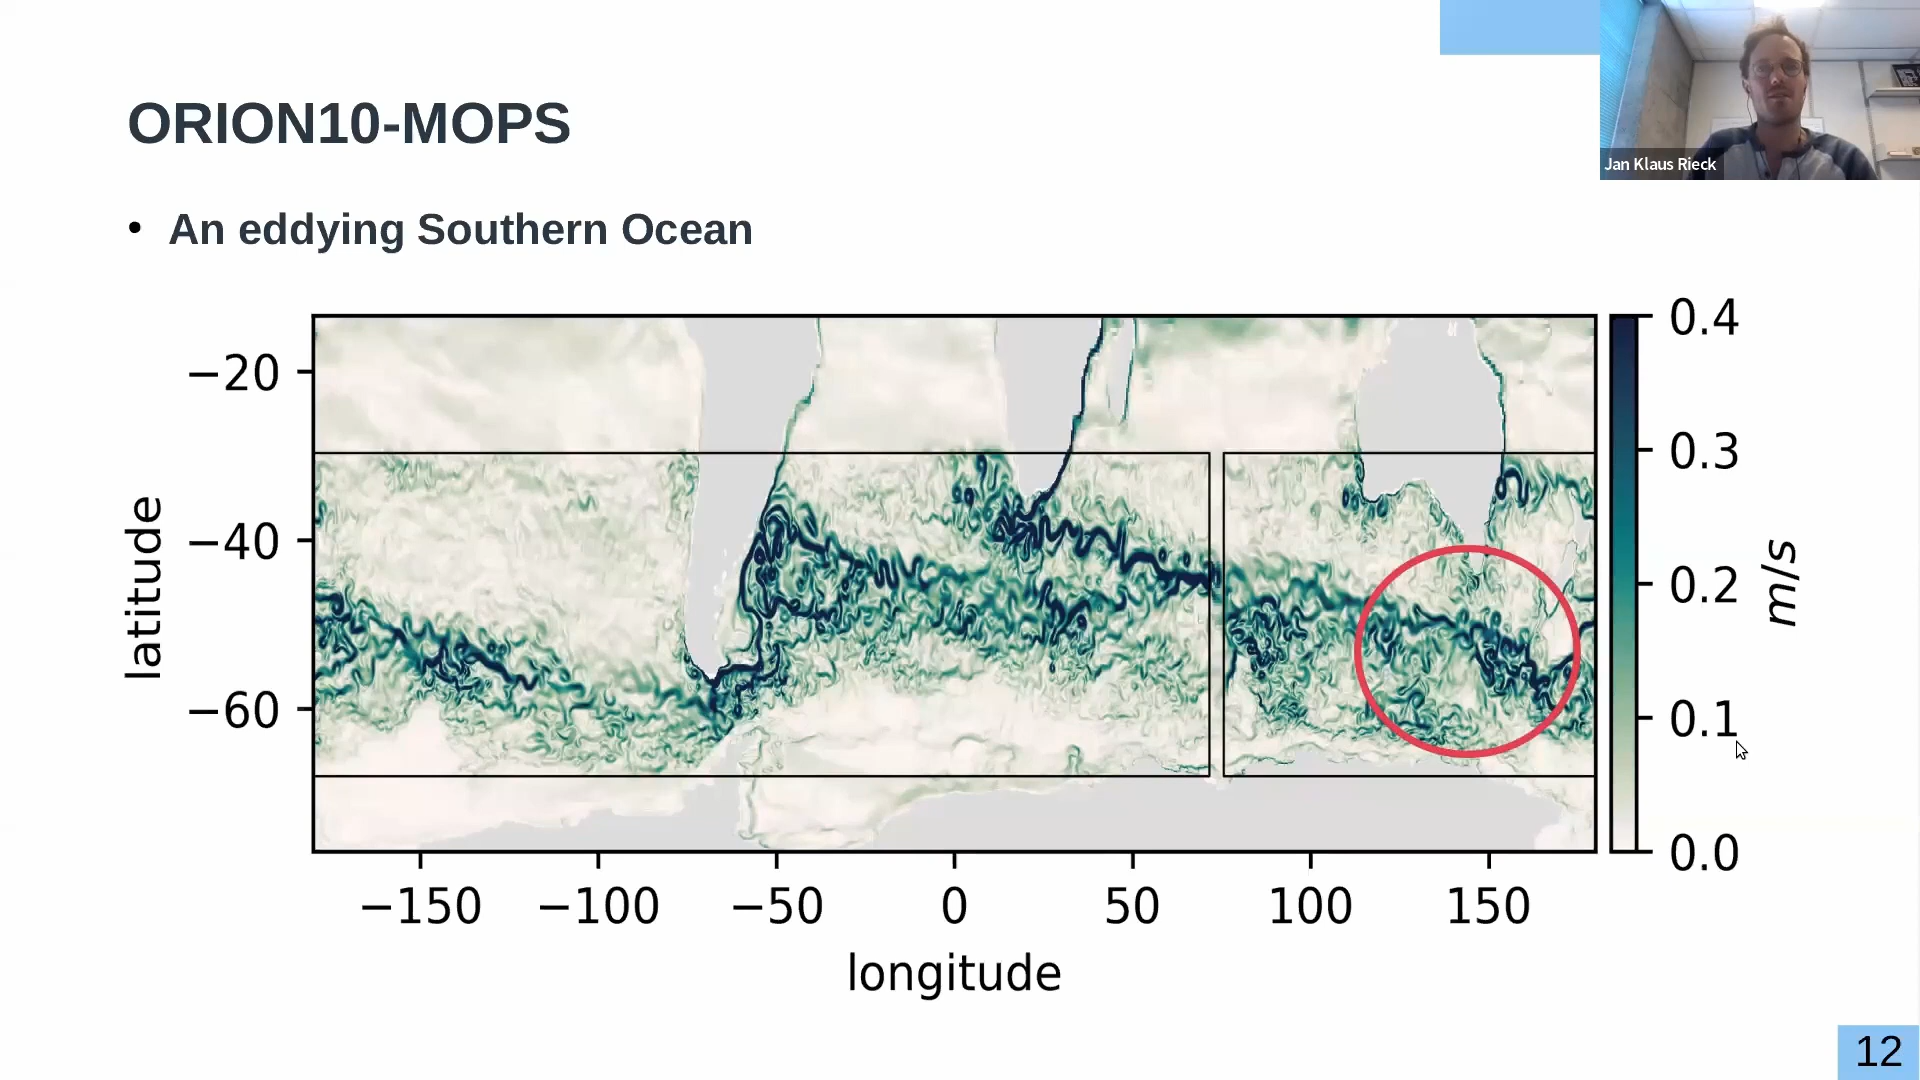 ORION10-MOPS
Jan Klaus Rieck
• An eddying Southern Ocean
−20
−40
−60
latitude
−150
−100
−50
0
50
100
150
longitude
0.4
0.3
0.2
0.1
0.0
m/s
12